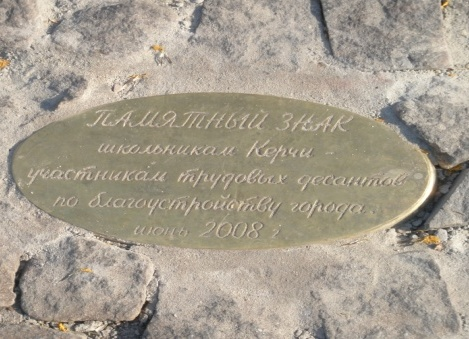 ПАМЯТНЫЙ ЗНАК
школьникам Керчи -
участникам трудовых десантов
по благоустройству города.
июнь 2008 г